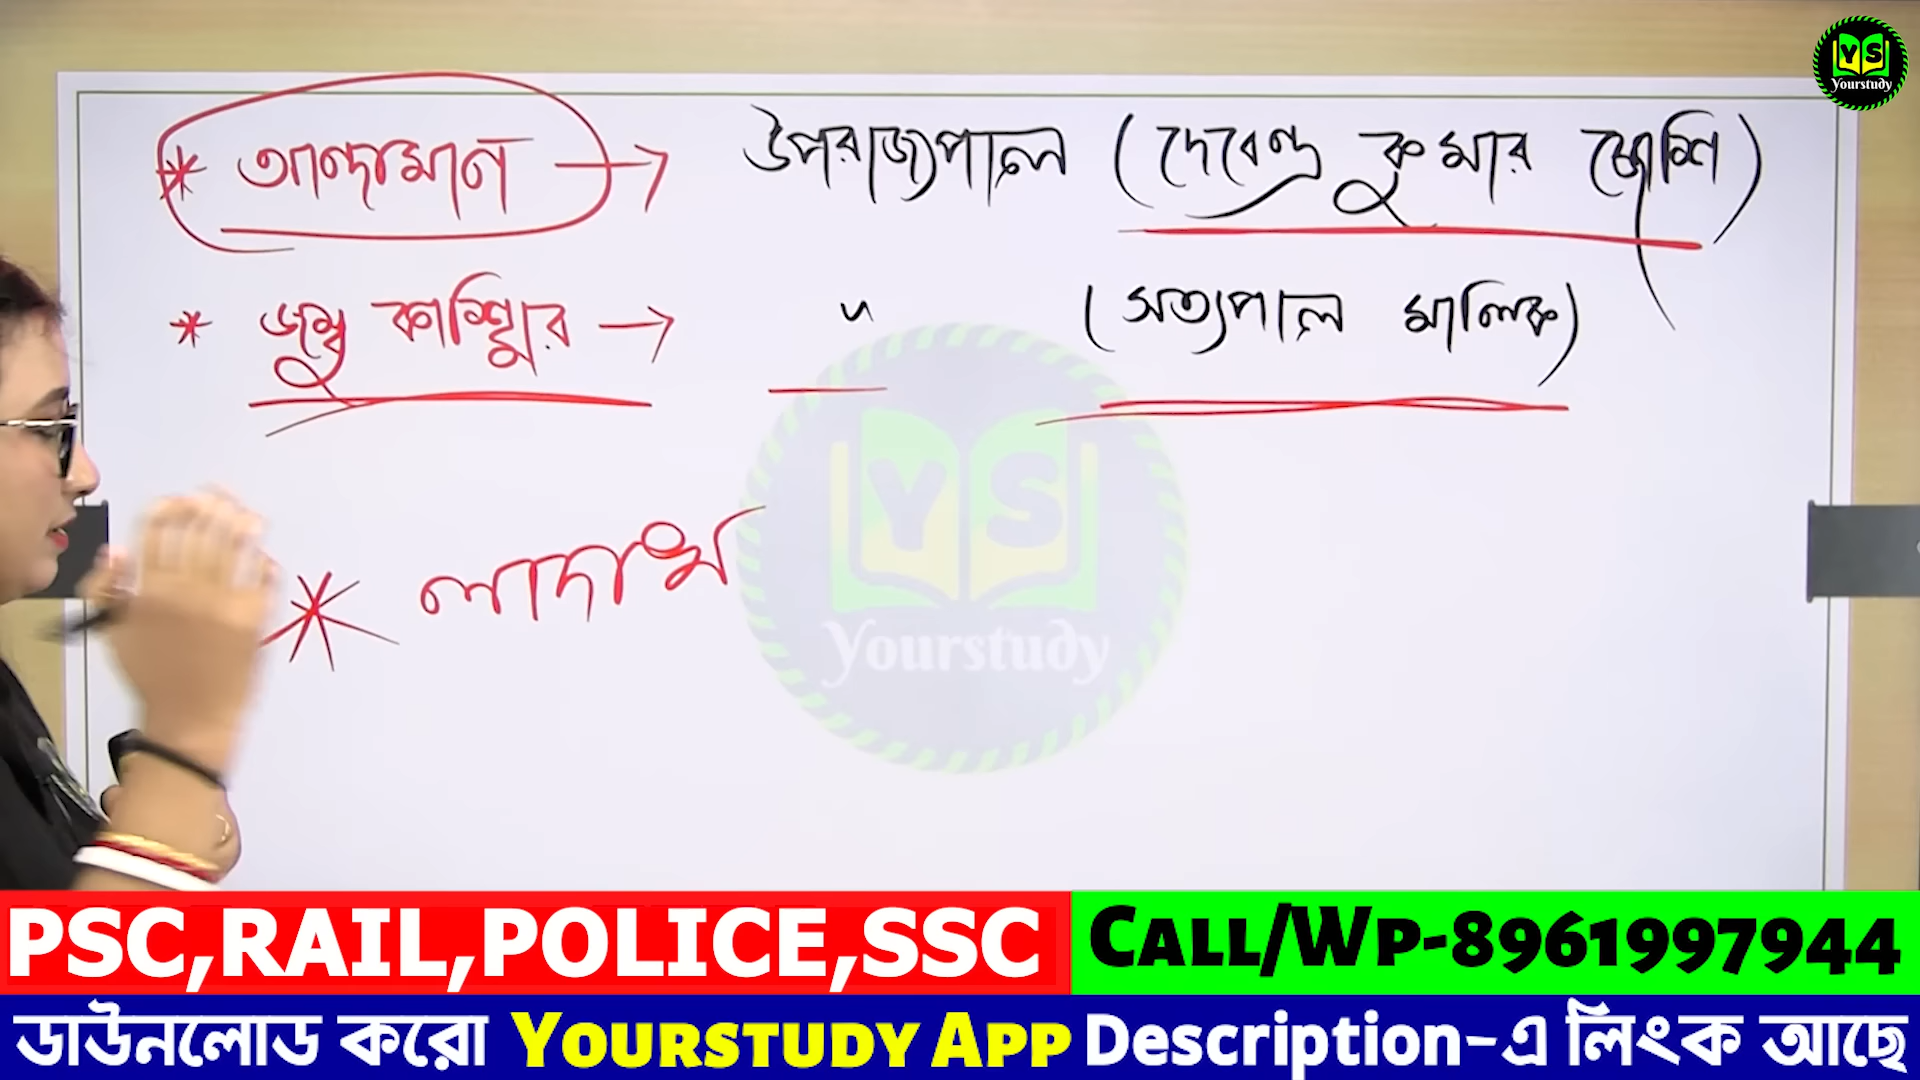 YS
Yourstudy
* আন্দামান → উপরাজ্যপাল (দেবেন্দ্র কুমার জোশি)
* জম্বু কাশ্মির → " (সত্যপাল মালিক)
YS
Yourstudy
* লাদাখ
PSC,RAIL,POLICE,SSC
CALL/WP-8961997944
ডাউনলোড করো YOURSTUDY APP Description-এ লিংক আছে